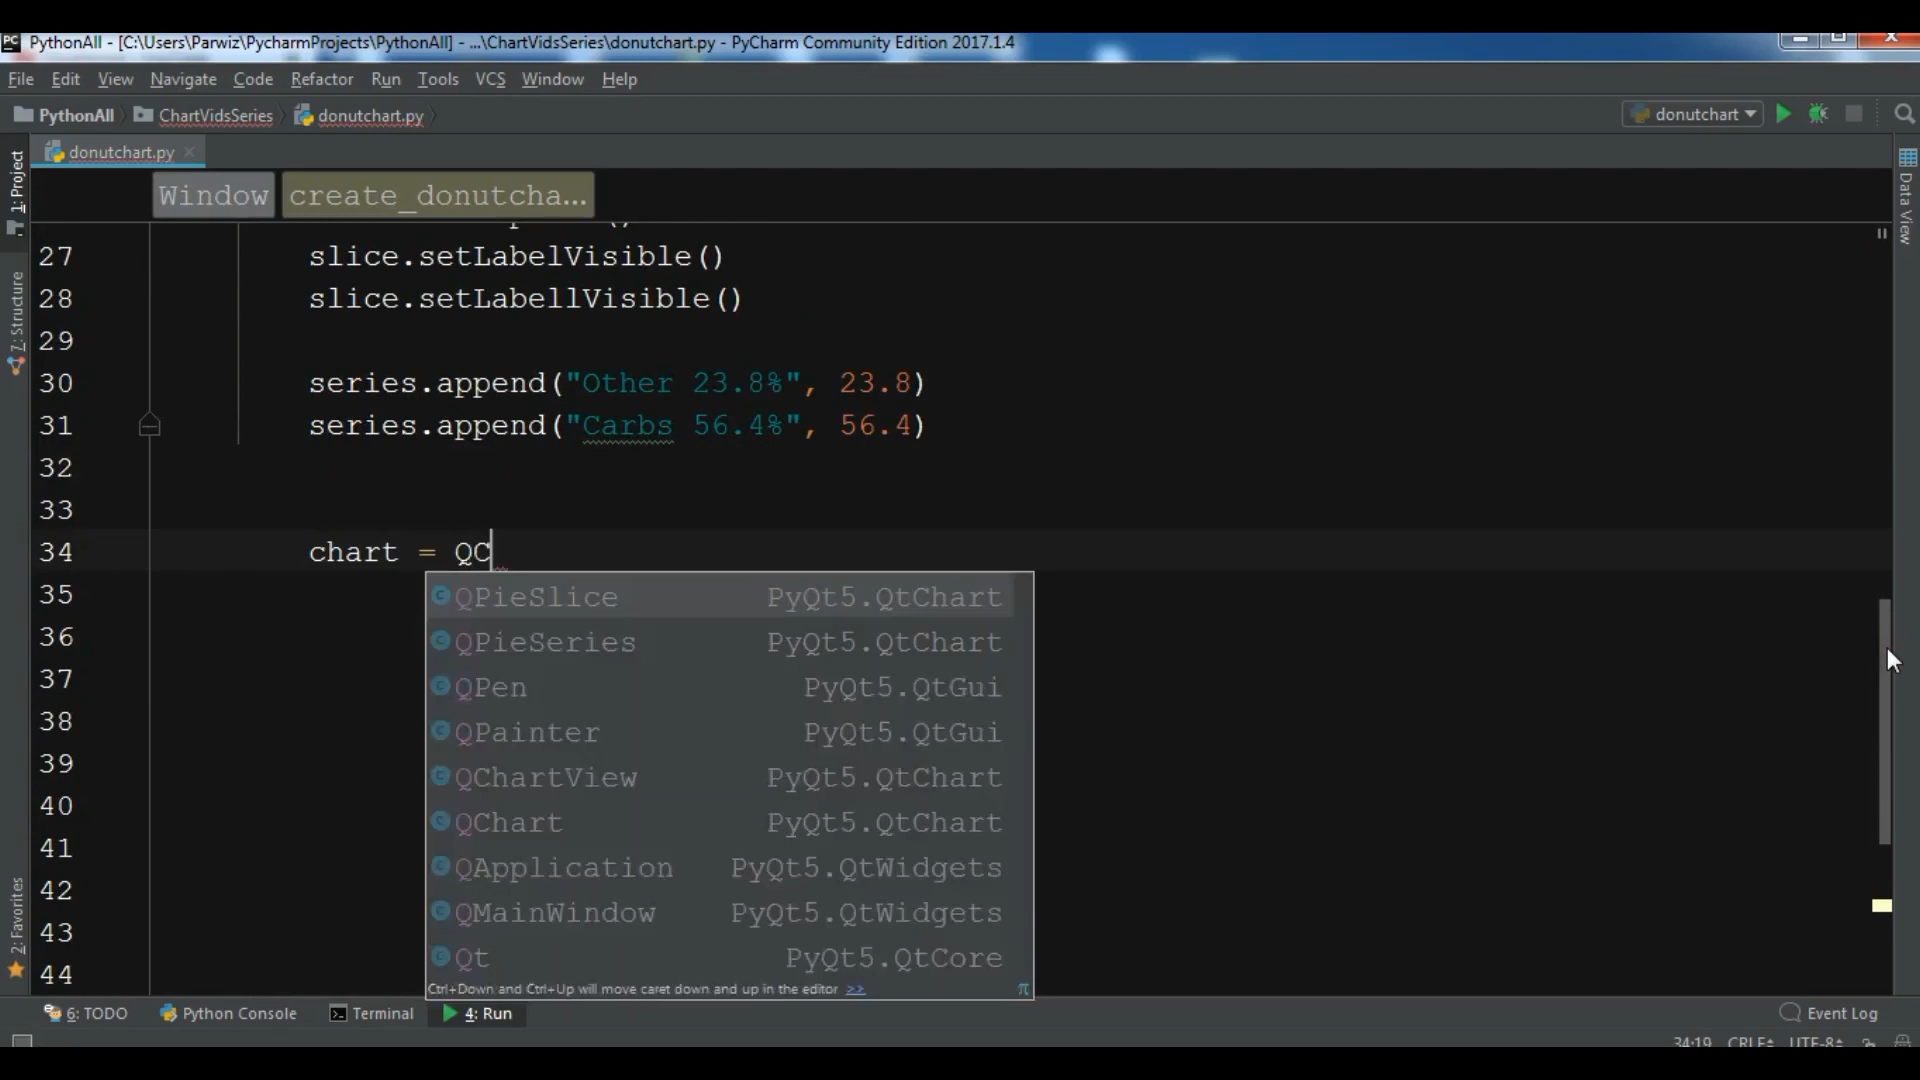 PC PythonAll - [C:\Users\Parwiz\PycharmProjects\PythonAll] - ...\ChartVidsSeries\donutchart.py - PyCharm Community Edition 2017.1.4
File Edit View Navigate Code Refactor Run Tools VCS Window Help
PythonAll ChartVidsSeries donutchart.py donutchart
donutchart.py
Window create_donutcha...
27 slice.setLabelVisible()
28 slice.setLabellVisible()
29
30 series.append("Other 23.8%", 23.8)
31 series.append("Carbs 56.4%", 56.4)
32
33
34 chart = QC
35 QPieSlice PyQt5.QtChart
36 QPieSeries PyQt5.QtChart
37 QPen PyQt5.QtGui
38 QPainter PyQt5.QtGui
39 QChartView PyQt5.QtChart
40 QChart PyQt5.QtChart
41 QApplication PyQt5.QtWidgets
42 QMainWindow PyQt5.QtWidgets
43 Qt PyQt5.QtCore
44 Ctrl+Down and Ctrl+Up will move caret down and up in the editor >> π
1: Project
7: Structure
2: Favorites
Data View
6: TODO Python Console Terminal 4: Run Event Log
34:19 CRLF UTF-8